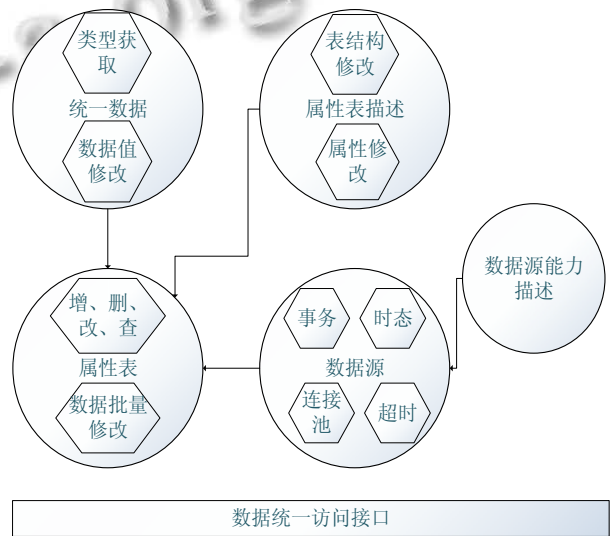 类型获
取
统一数据
数据值
修改
表结构
修改
属性表描述
属性修
改
数据源能力
描述
增、删、
改、查
属性表
数据批量
修改
事务
时态
数据源
连接
池
超时
数据统一访问接口